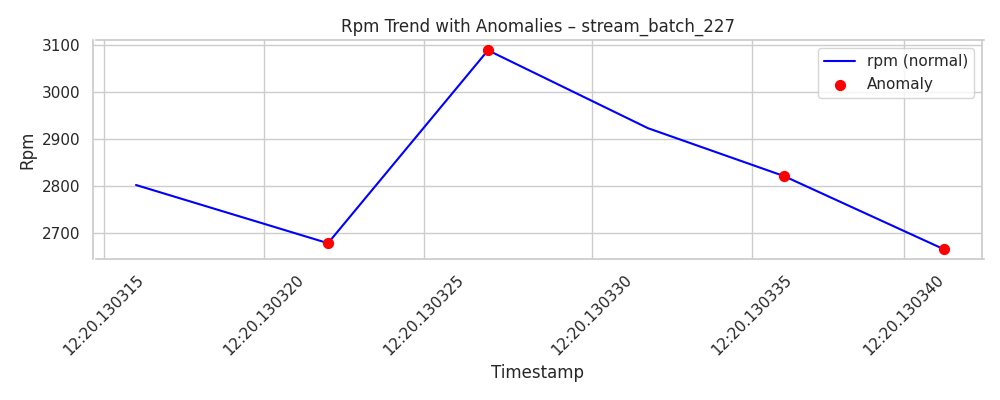 Rpm Trend with Anomalies – stream_batch_227
rpm (normal)
Anomaly
Rpm
3100
3000
2900
2800
2700
12:20.130315
12:20.130320
12:20.130325
12:20.130330
12:20.130335
12:20.130340
Timestamp